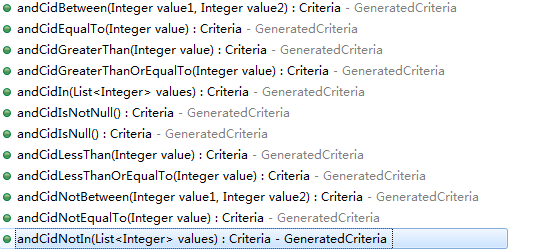 andCidBetween(Integer value1, Integer value2) : Criteria - GeneratedCriteria
andCidEqualTo(Integer value) : Criteria - GeneratedCriteria
andCidGreaterThan(Integer value) : Criteria - GeneratedCriteria
andCidGreaterThanOrEqualTo(Integer value) : Criteria - GeneratedCriteria
andCidIn(List<Integer> values) : Criteria - GeneratedCriteria
andCidIsNotNull() : Criteria - GeneratedCriteria
andCidIsNull() : Criteria - GeneratedCriteria
andCidLessThan(Integer value) : Criteria - GeneratedCriteria
andCidLessThanOrEqualTo(Integer value) : Criteria - GeneratedCriteria
andCidNotBetween(Integer value1, Integer value2) : Criteria - GeneratedCriteria
andCidNotEqualTo(Integer value) : Criteria - GeneratedCriteria
andCidNotIn(List<Integer> values) : Criteria - GeneratedCriteria